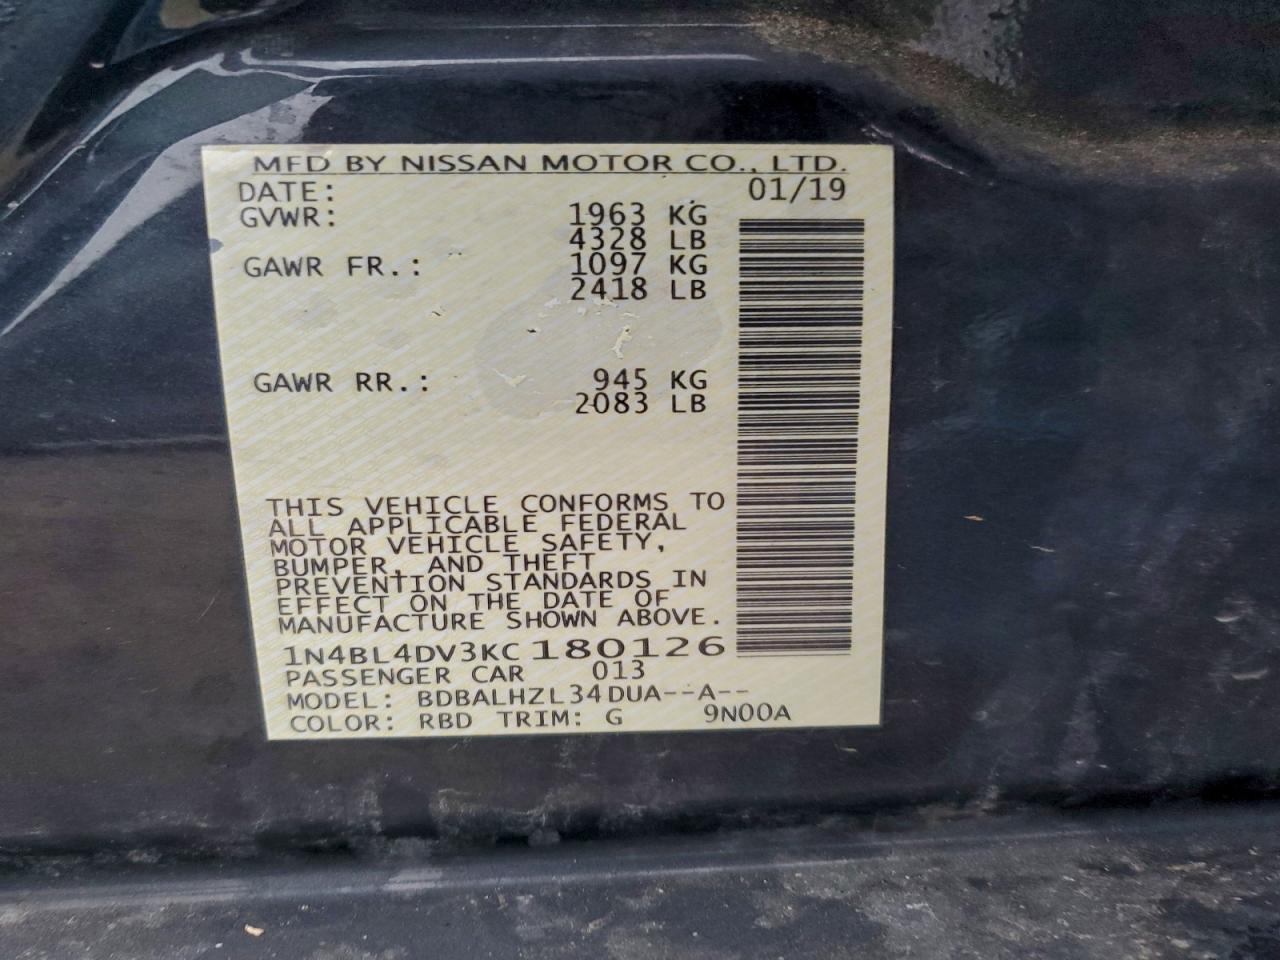 MFD BY NISSAN MOTOR CO., LTD.
DATE: 01/19
GVWR: 1963 KG
4328 LB
GAWR FR.: 1097 KG
2418 LB
GAWR RR.: 945 KG
2083 LB
THIS VEHICLE CONFORMS TO
ALL APPLICABLE FEDERAL
MOTOR VEHICLE SAFETY,
BUMPER, AND THEFT
PREVENTION STANDARDS IN
EFFECT ON THE DATE OF
MANUFACTURE SHOWN ABOVE.
1N4BL4DV3KC180126
PASSENGER CAR 013
MODEL: BDBALHZL34DUA--A--
COLOR: RBD TRIM: G 9N00A